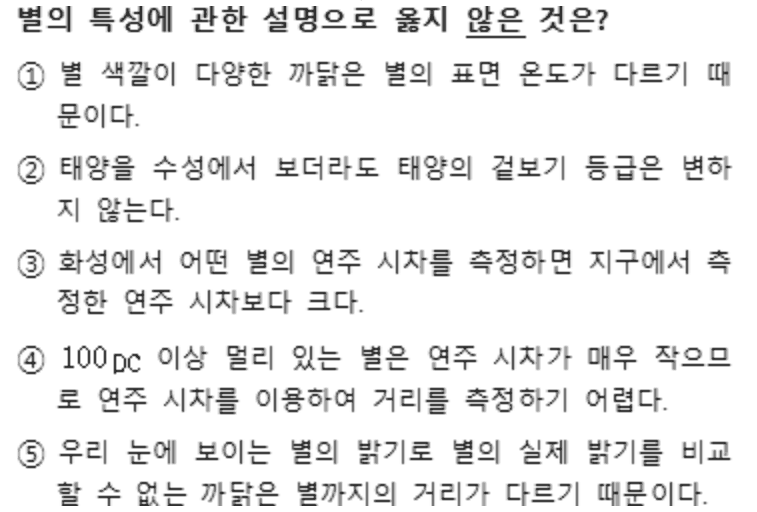 별의 특성에 관한 설명으로 옳지 않은 것은?
① 별 색깔이 다양한 까닭은 별의 표면 온도가 다르기 때
문이다.
② 태양을 수성에서 보더라도 태양의 겉보기 등급은 변하
지 않는다.
③ 화성에서 어떤 별의 연주 시차를 측정하면 지구에서 측
정한 연주 시차보다 크다.
④ 100pc 이상 멀리 있는 별은 연주 시차가 매우 작으므
로 연주 시차를 이용하여 거리를 측정하기 어렵다.
⑤ 우리 눈에 보이는 별의 밝기로 별의 실제 밝기를 비교
할 수 없는 까닭은 별까지의 거리가 다르기 때문이다.